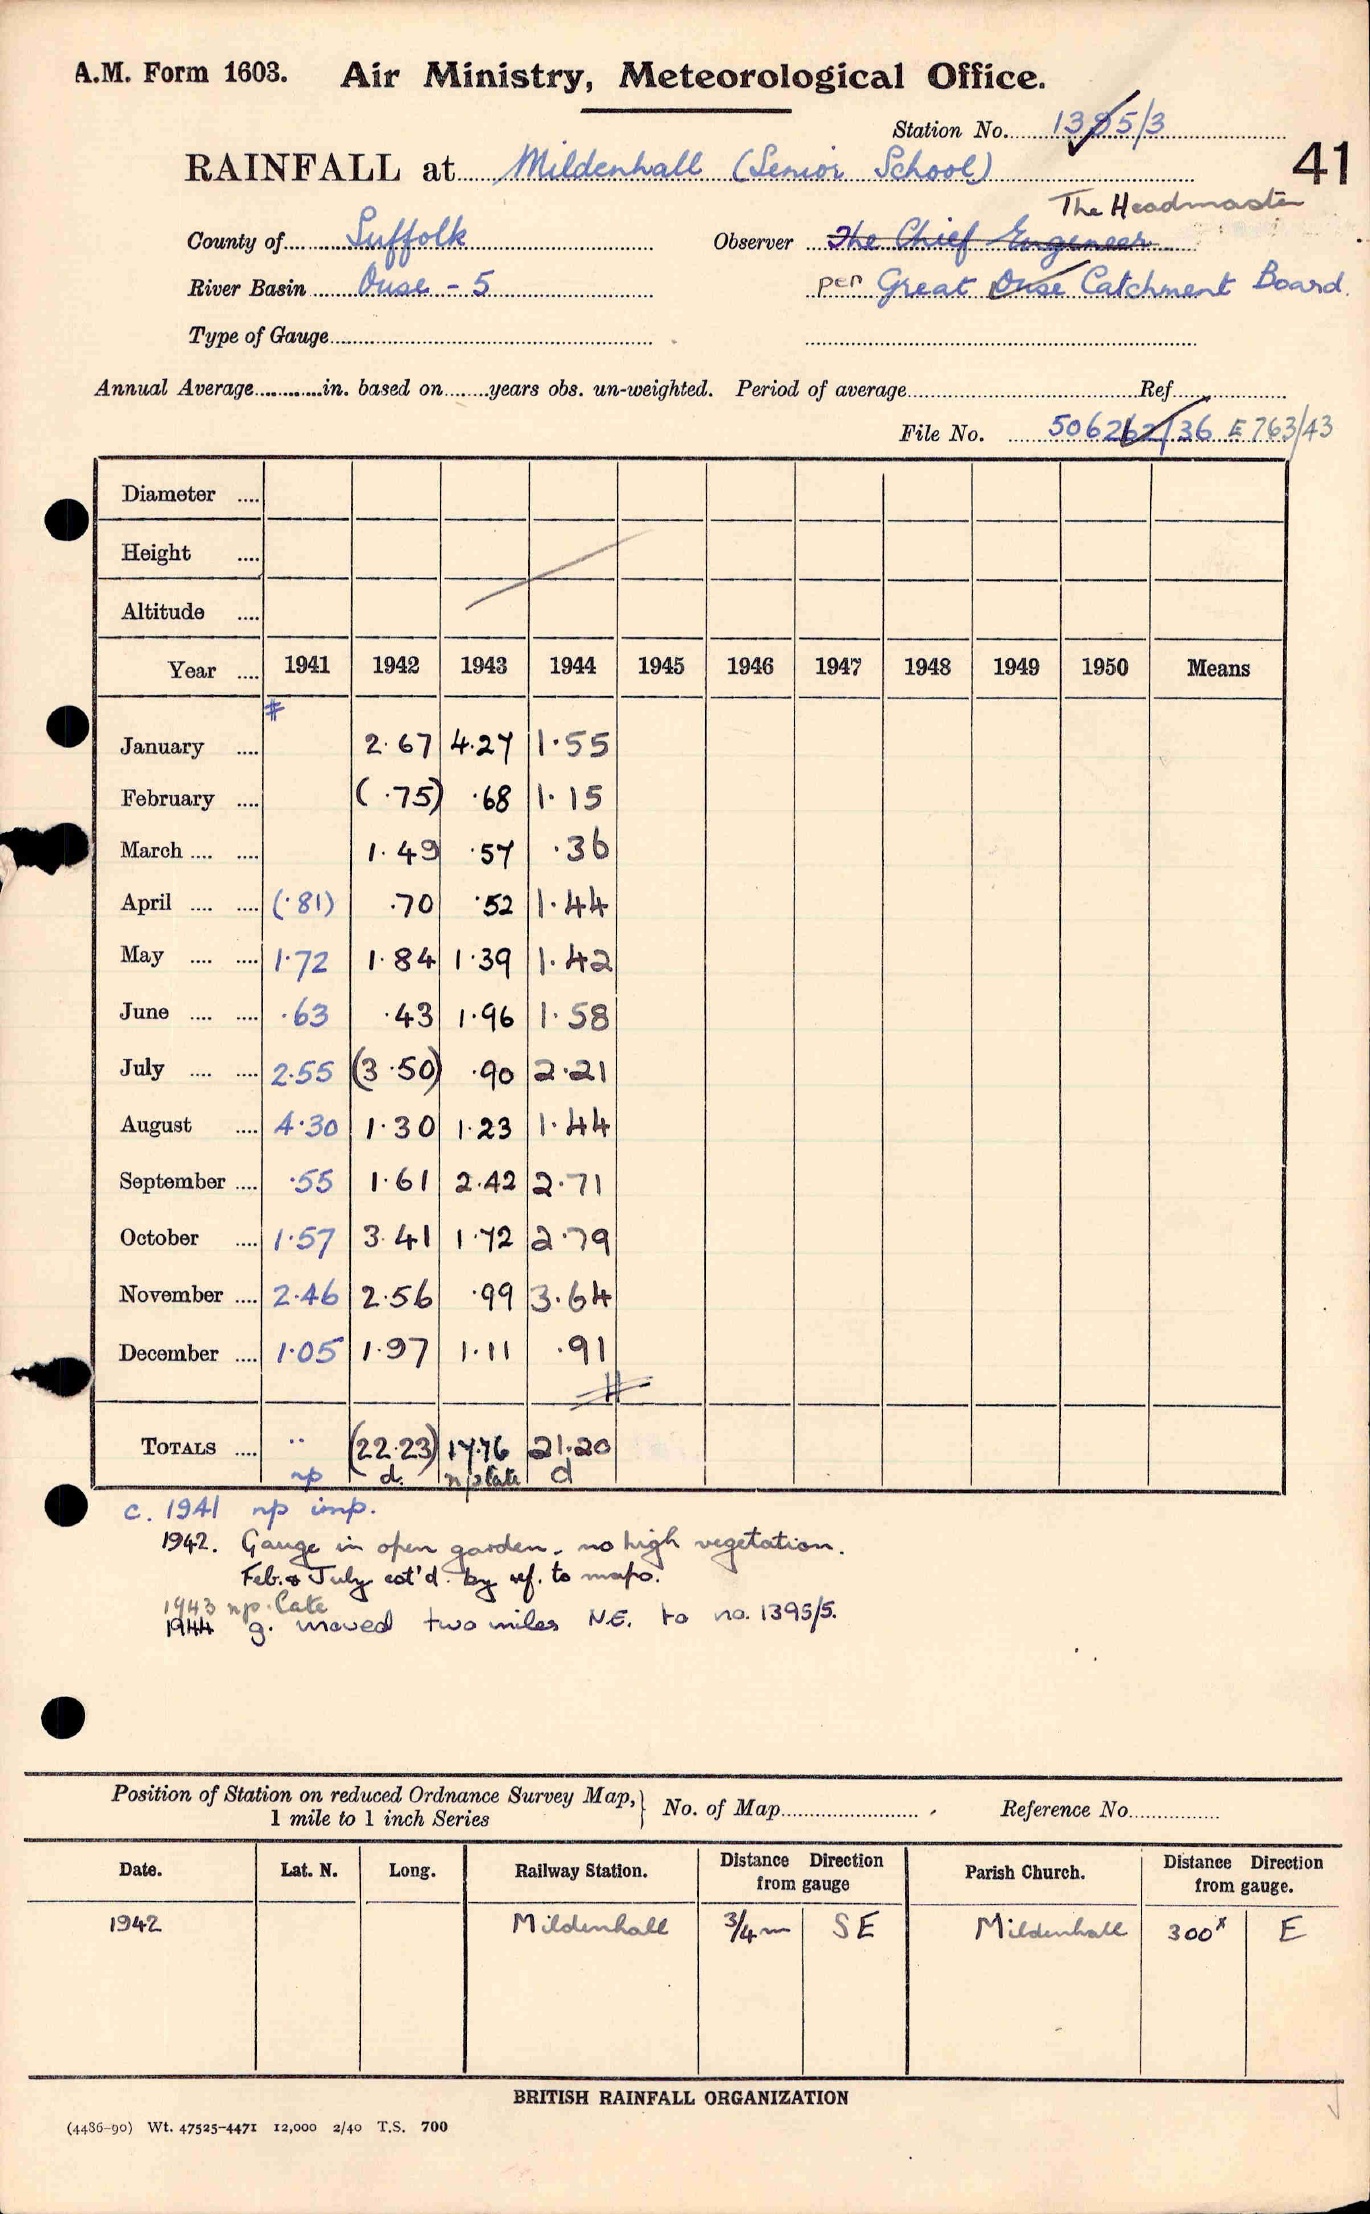 A.M. Form 1603. Air Ministry, Meteorological Office.
Station No. 1395/3
41
RAINFALL at Mildenhall (Senior School)
The Headmaster
County of Suffolk Observer The Chief Engineer
River Basin Ouse - 5 per Great Ouse Catchment Board.
Type of Gauge
Annual Average in. based on years obs. un-weighted. Period of average Ref
File No. 506262/36 E763/43
Diameter
Height
Altitude
Year 1941 1942 1943 1944 1945 1946 1947 1948 1949 1950 Means
January 2.67 4.27 1.55
February (.75) .68 1.15
March 1.49 .57 .36
April (.81) .70 .52 1.44
May 1.72 1.84 1.39 1.42
June .63 .43 1.96 1.58
July 2.55 (3.50) .90 2.21
August 4.30 1.30 1.23 1.44
September .55 1.61 2.42 2.71
October 1.57 3.41 1.72 2.79
November 2.46 2.56 .99 3.64
December 1.05 1.97 1.11 .91
TOTALS .. (22.23) 17.76 21.20
np d. np late d
c. 1941 np imp.
1942. Gauge in open garden - no high vegetation.
Feb. & July est'd by ref. to maps.
1943 np. late
1944 g. moved two miles N.E. to no. 1395/5.
Position of Station on reduced Ordnance Survey Map, 1 mile to 1 inch Series } No. of Map Reference No.
Date. Lat. N. Long. Railway Station. Distance Direction from gauge Parish Church. Distance Direction from gauge.
1942 Mildenhall 3/4 m SE Mildenhall 300x E
BRITISH RAINFALL ORGANIZATION
(4486-90) Wt. 47525-4471 12,000 2/40 T.S. 700